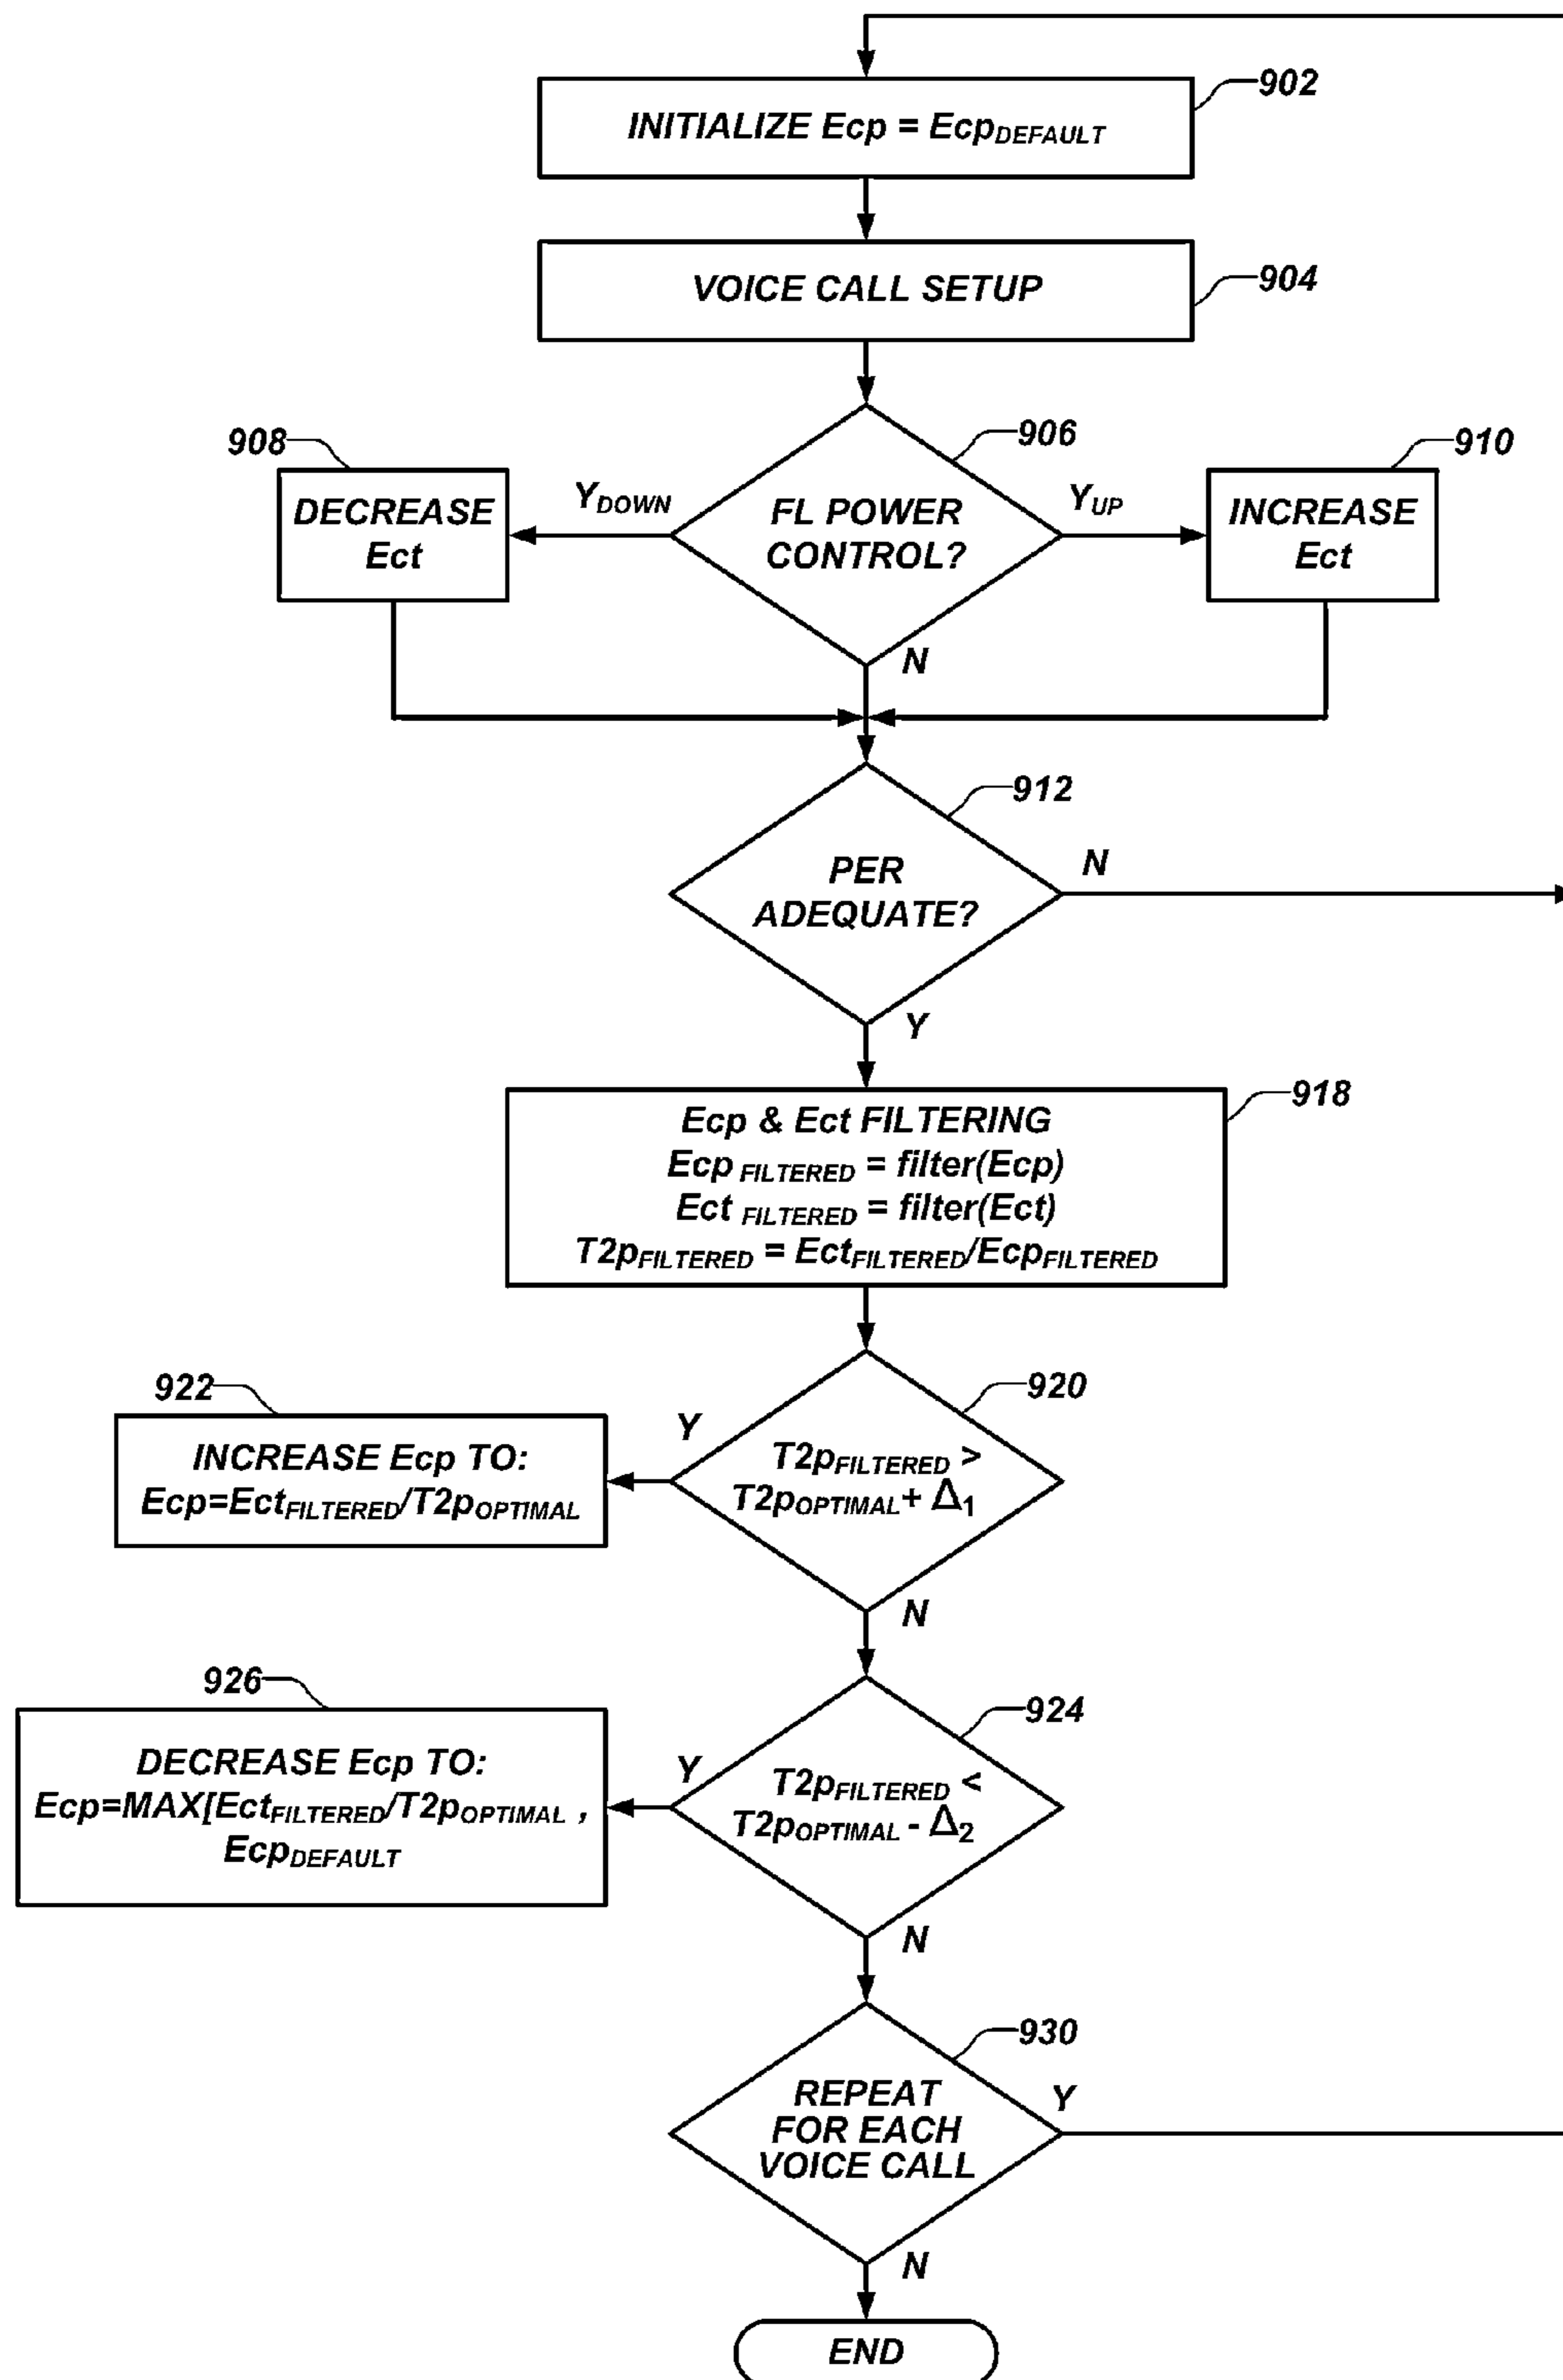 902
INITIALIZE Ecp = EcpDEFAULT
904
VOICE CALL SETUP
906
908
910
DECREASE
Ect
YDOWN
FL POWER
CONTROL?
YUP
INCREASE
Ect
N
912
PER
ADEQUATE?
N
Y
918
Ecp & Ect FILTERING
Ecp FILTERED = filter(Ecp)
Ect FILTERED = filter(Ect)
T2pFILTERED = EctFILTERED/EcpFILTERED
920
922
INCREASE Ecp TO:
Ecp=EctFILTERED/T2pOPTIMAL
Y
T2pFILTERED >
T2pOPTIMAL+ Δ1
N
926
924
DECREASE Ecp TO:
Ecp=MAX[EctFILTERED/T2pOPTIMAL ,
EcpDEFAULT
Y
T2pFILTERED <
T2pOPTIMAL - Δ2
N
930
REPEAT
FOR EACH
VOICE CALL
Y
N
END